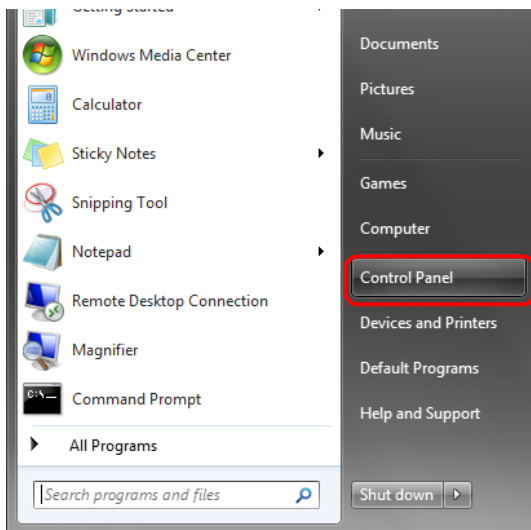 Getting Started
Windows Media Center
Calculator
Sticky Notes
Snipping Tool
Notepad
Remote Desktop Connection
Magnifier
Command Prompt
All Programs
Search programs and files
Documents
Pictures
Music
Games
Computer
Control Panel
Devices and Printers
Default Programs
Help and Support
Shut down